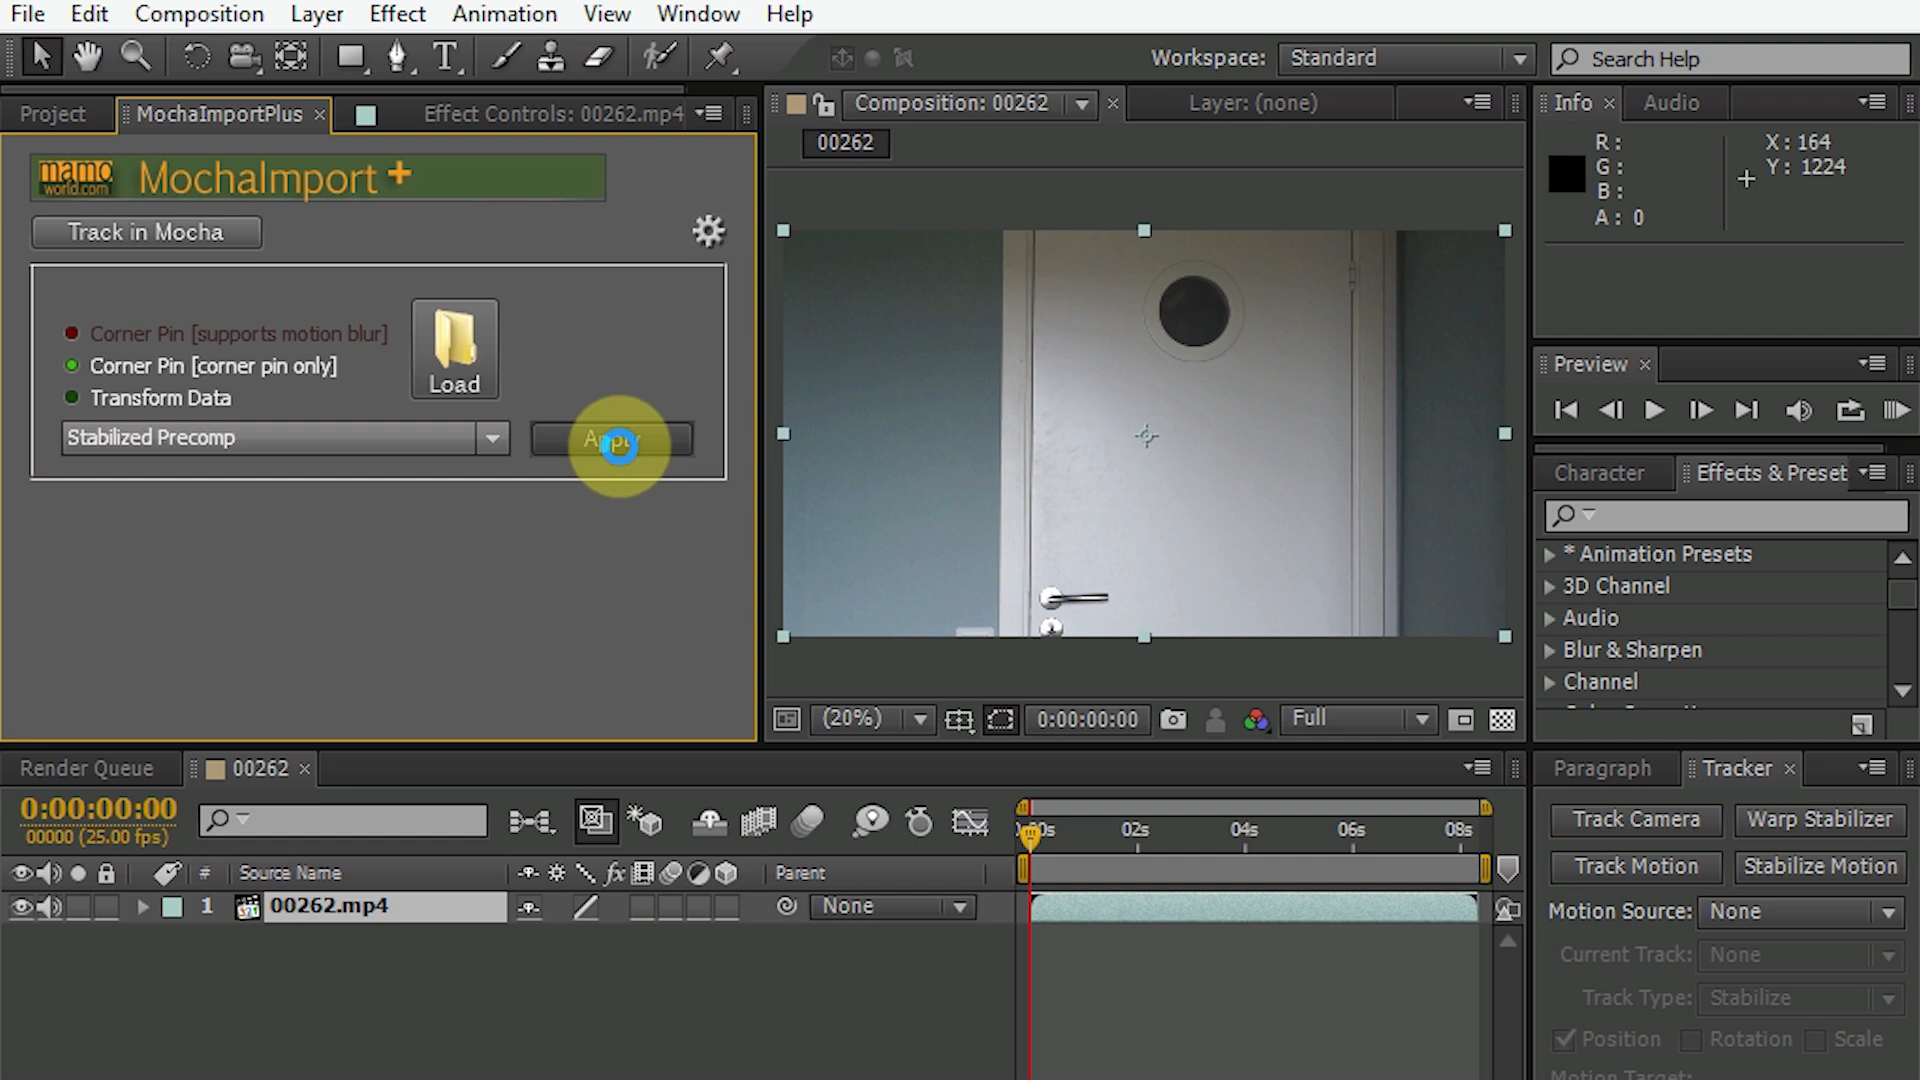 File Edit Composition Layer Effect Animation View Window Help
Workspace: Standard Search Help
Project MochaImportPlus × Effect Controls: 00262.mp4
mamo world.com MochaImport +
Track in Mocha
Corner Pin [supports motion blur]
Corner Pin [corner pin only]
Transform Data
Load
Stabilized Precomp Apply
Composition: 00262 × Layer: (none)
00262
(20%) 0:00:00:00 Full
Info × Audio
R: X: 164
G: Y: 1224
B:
A: 0
Preview ×
Character Effects & Preset
* Animation Presets
3D Channel
Audio
Blur & Sharpen
Channel
Render Queue 00262 ×
0:00:00:00
00000 (25.00 fps)
02s 04s 06s 08s
# Source Name fx Parent
1 00262.mp4 None
Paragraph Tracker ×
Track Camera Warp Stabilizer
Track Motion Stabilize Motion
Motion Source: None
Current Track: None
Track Type: Stabilize
Position Rotation Scale
Motion Target: